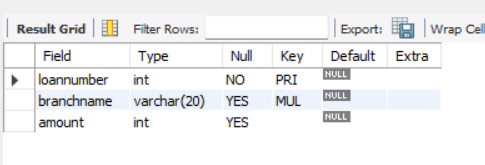 Result Grid Filter Rows: Export: Wrap Cell
Field Type Null Key Default Extra
loannumber int NO PRI NULL
branchname varchar(20) YES MUL NULL
amount int YES NULL